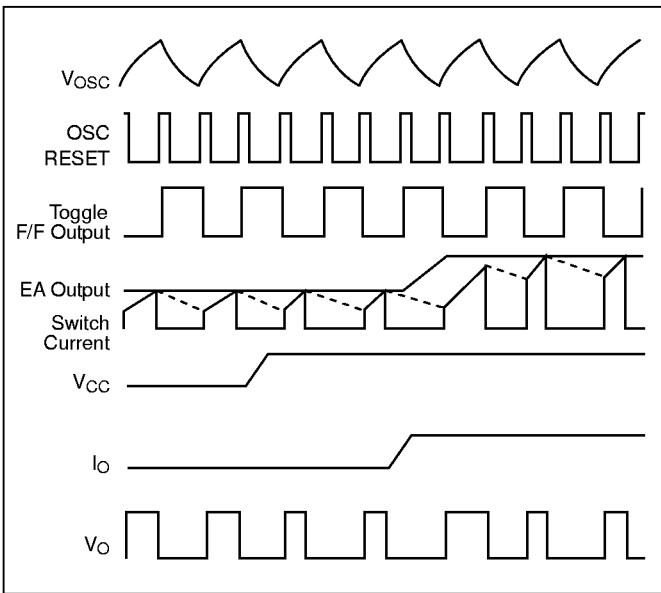 VOSC
OSC
RESET
Toggle
F/F Output
EA Output
Switch
Current
VCC
IO
VO